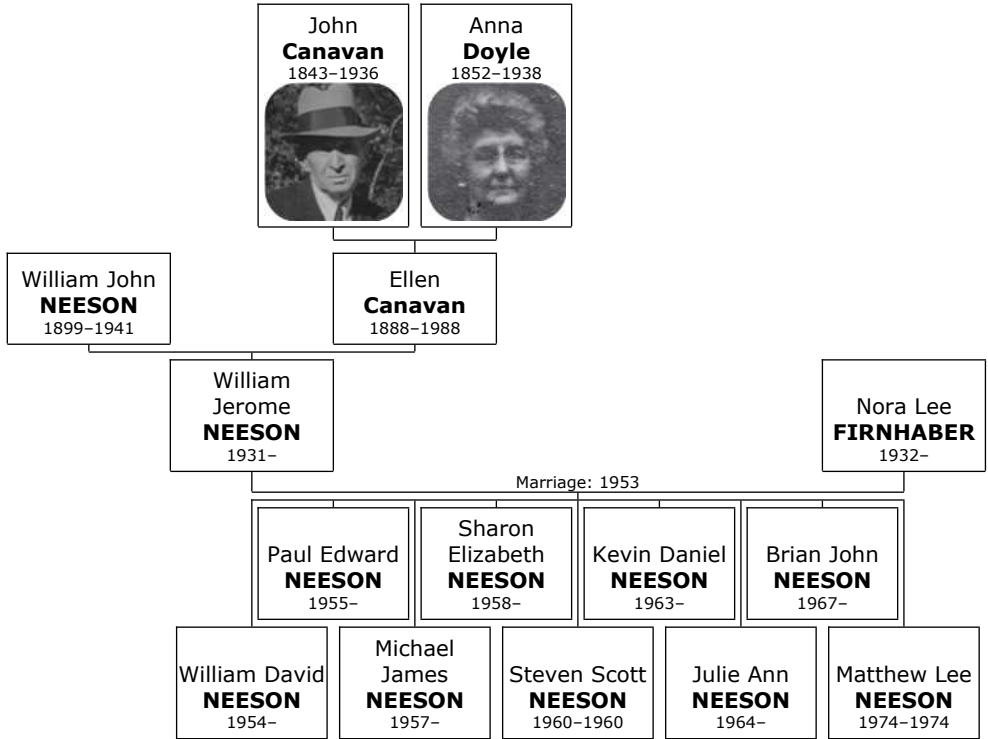 John
Canavan
1843–1936
Anna
Doyle
1852–1938
William John
NEESON
1899–1941
Ellen
Canavan
1888–1988
William
Jerome
NEESON
1931–
Nora Lee
FIRNHABER
1932–
Marriage: 1953
Paul Edward
NEESON
1955–
Sharon
Elizabeth
NEESON
1958–
Kevin Daniel
NEESON
1963–
Brian John
NEESON
1967–
William David
NEESON
1954–
Michael
James
NEESON
1957–
Steven Scott
NEESON
1960–1960
Julie Ann
NEESON
1964–
Matthew Lee
NEESON
1974–1974